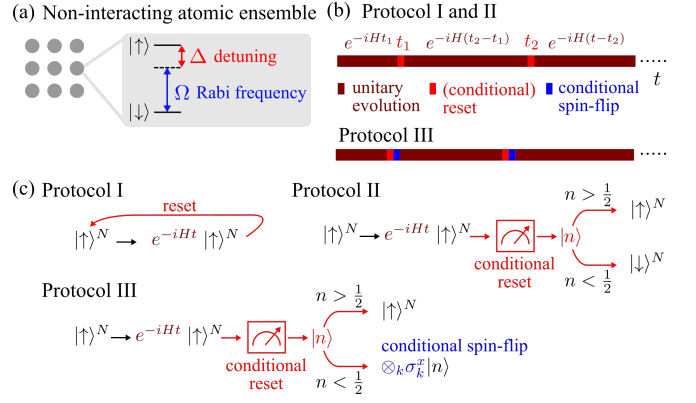 (a) Non-interacting atomic ensemble
|↑⟩
Δ detuning
Ω Rabi frequency
|↓⟩
(b) Protocol I and II
e^{-iHt_1} t_1 e^{-iH(t_2-t_1)} t_2 e^{-iH(t-t_2)}
.....
t
unitary evolution
(conditional) reset
conditional spin-flip
Protocol III
.....
(c)
Protocol I
reset
|↑⟩^N → e^{-iHt} |↑⟩^N
Protocol II
|↑⟩^N → e^{-iHt} |↑⟩^N → → |n⟩
conditional reset
n > 1/2
|↑⟩^N
n < 1/2
|↓⟩^N
Protocol III
|↑⟩^N → e^{-iHt} |↑⟩^N → → |n⟩
conditional reset
n > 1/2
|↑⟩^N
n < 1/2
conditional spin-flip
⊗_k σ_k^x |n⟩